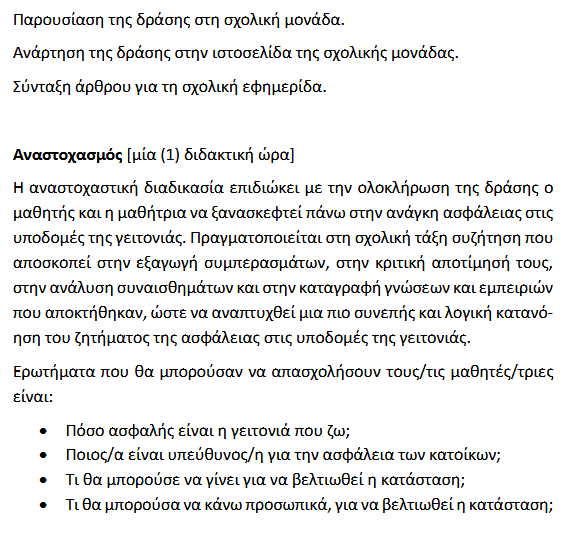 Παρουσίαση της δράσης στη σχολική μονάδα.
Ανάρτηση της δράσης στην ιστοσελίδα της σχολικής μονάδας.
Σύνταξη άρθρου για τη σχολική εφημερίδα.
Αναστοχασμός [μία (1) διδακτική ώρα]
Η αναστοχαστική διαδικασία επιδιώκει με την ολοκλήρωση της δράσης ο
μαθητής και η μαθήτρια να ξανασκεφτεί πάνω στην ανάγκη ασφάλειας στις
υποδομές της γειτονιάς. Πραγματοποιείται στη σχολική τάξη συζήτηση που
αποσκοπεί στην εξαγωγή συμπερασμάτων, στην κριτική αποτίμησή τους,
στην ανάλυση συναισθημάτων και στην καταγραφή γνώσεων και εμπειριών
που αποκτήθηκαν, ώστε να αναπτυχθεί μια πιο συνεπής και λογική κατανό-
ηση του ζητήματος της ασφάλειας στις υποδομές της γειτονιάς.
Ερωτήματα που θα μπορούσαν να απασχολήσουν τους/τις μαθητές/τριες
είναι:
• Πόσο ασφαλής είναι η γειτονιά που ζω;
• Ποιος/α είναι υπεύθυνος/η για την ασφάλεια των κατοίκων;
• Τι θα μπορούσε να γίνει για να βελτιωθεί η κατάσταση;
• Τι θα μπορούσα να κάνω προσωπικά, για να βελτιωθεί η κατάσταση;